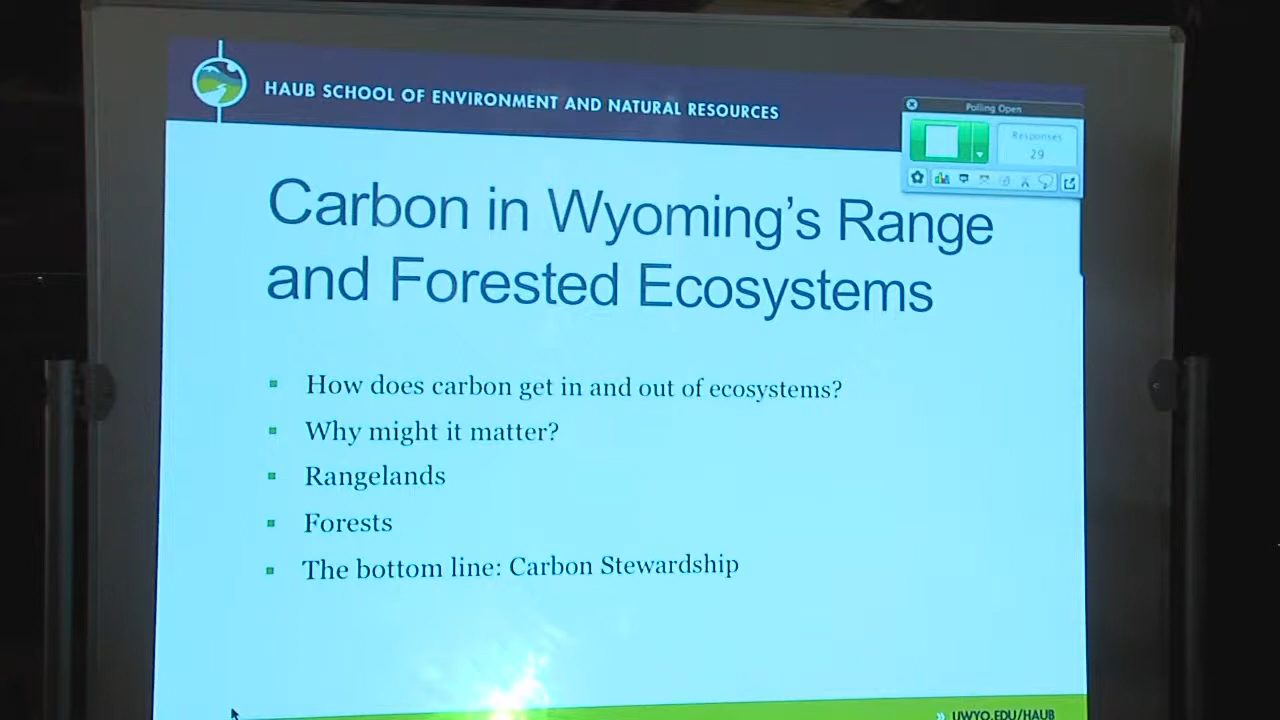 HAUB SCHOOL OF ENVIRONMENT AND NATURAL RESOURCES
Polling Open
Responses
29
Carbon in Wyoming's Range
and Forested Ecosystems
▪ How does carbon get in and out of ecosystems?
▪ Why might it matter?
▪ Rangelands
▪ Forests
▪ The bottom line: Carbon Stewardship
» UWYO.EDU/HAUB